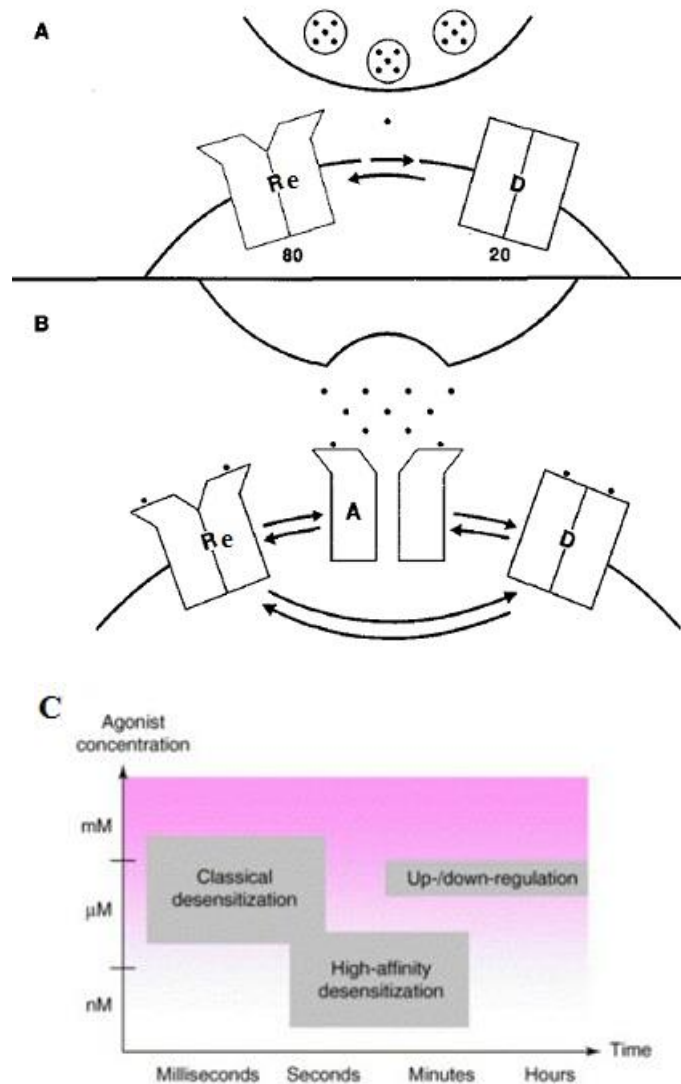 A
Re
D
80
20
B
A
Re
D
C
Agonist
concentration
mM
Classical
desensitization
Up-/down-regulation
µM
High-affinity
desensitization
nM
Time
Milliseconds Seconds Minutes Hours